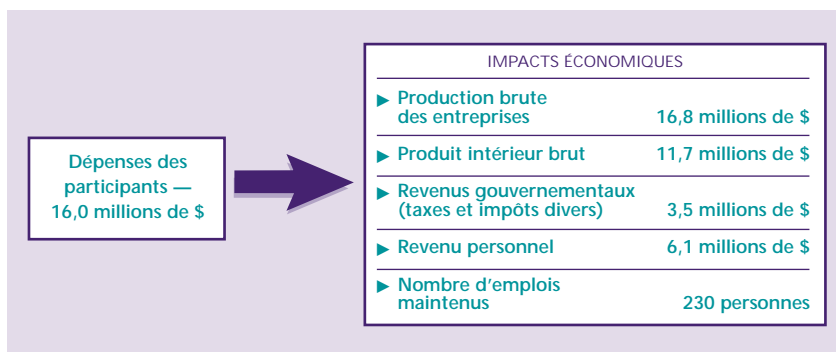 Dépenses des
participants —
16,0 millions de $
IMPACTS ÉCONOMIQUES
► Production brute
des entreprises 16,8 millions de $
► Produit intérieur brut 11,7 millions de $
► Revenus gouvernementaux
(taxes et impôts divers) 3,5 millions de $
► Revenu personnel 6,1 millions de $
► Nombre d'emplois
maintenus 230 personnes